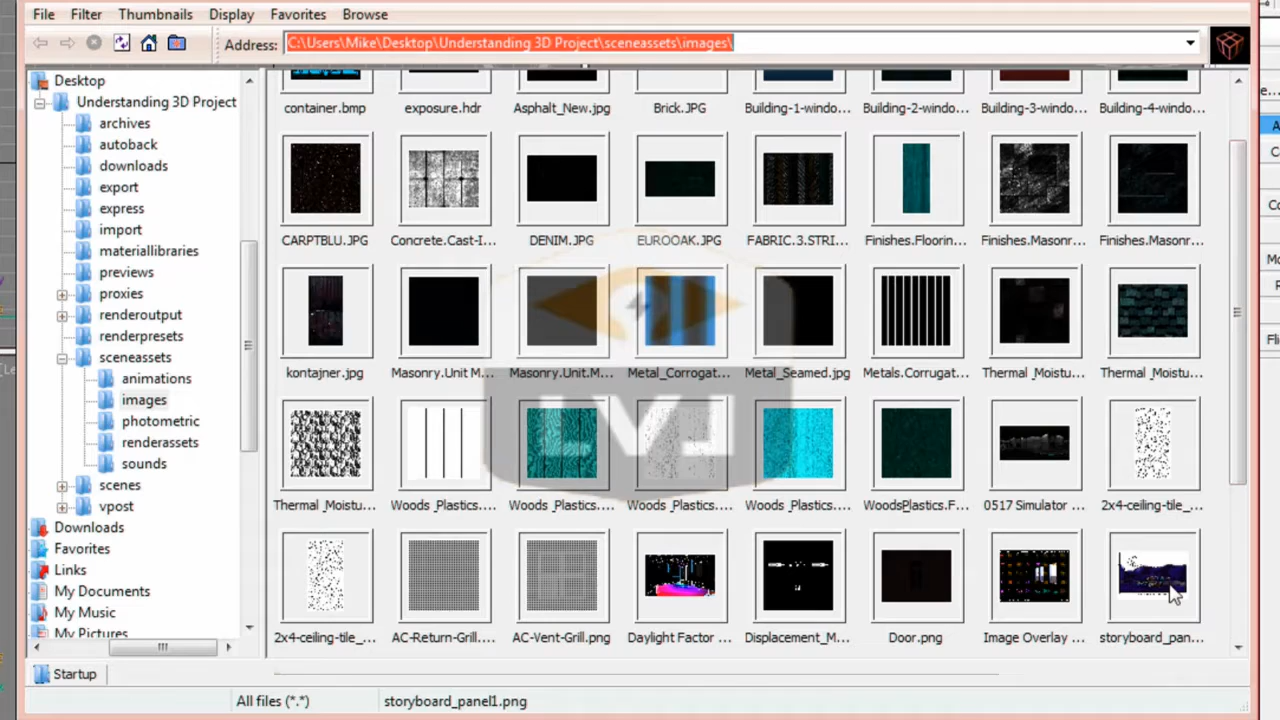 File Filter Thumbnails Display Favorites Browse
Address: C:\Users\Mike\Desktop\Understanding 3D Project\sceneassets\images\
Desktop
Understanding 3D Project
archives
autoback
downloads
export
express
import
materiallibraries
previews
proxies
renderoutput
renderpresets
sceneassets
animations
images
photometric
renderassets
sounds
scenes
vpost
Downloads
Favorites
Links
My Documents
My Music
My Pictures
container.bmp exposure.hdr Asphalt_New.jpg Brick.JPG Building-1-windo... Building-2-windo... Building-3-windo... Building-4-windo...
CARPTBLU.JPG Concrete.Cast-I... DENIM.JPG EUROOAK.JPG FABRIC.3.STRI... Finishes.Floorin... Finishes.Masonr... Finishes.Masonr...
kontajner.jpg Masonry.Unit M... Masonry.Unit.M... Metal_Corrogat... Metal_Seamed.jpg Metals.Corrugat... Thermal_Moistu... Thermal_Moistu...
Thermal_Moistu... Woods_Plastics.... Woods_Plastics.... Woods_Plastics.... Woods_Plastics.... WoodsPlastics.F... 0517 Simulator ... 2x4-ceiling-tile_...
2x4-ceiling-tile_... AC-Return-Grill.... AC-Vent-Grill.png Daylight Factor ... Displacement_M... Door.png Image Overlay ... storyboard_pan...
LVL
Startup
All files (*.*) storyboard_panel1.png